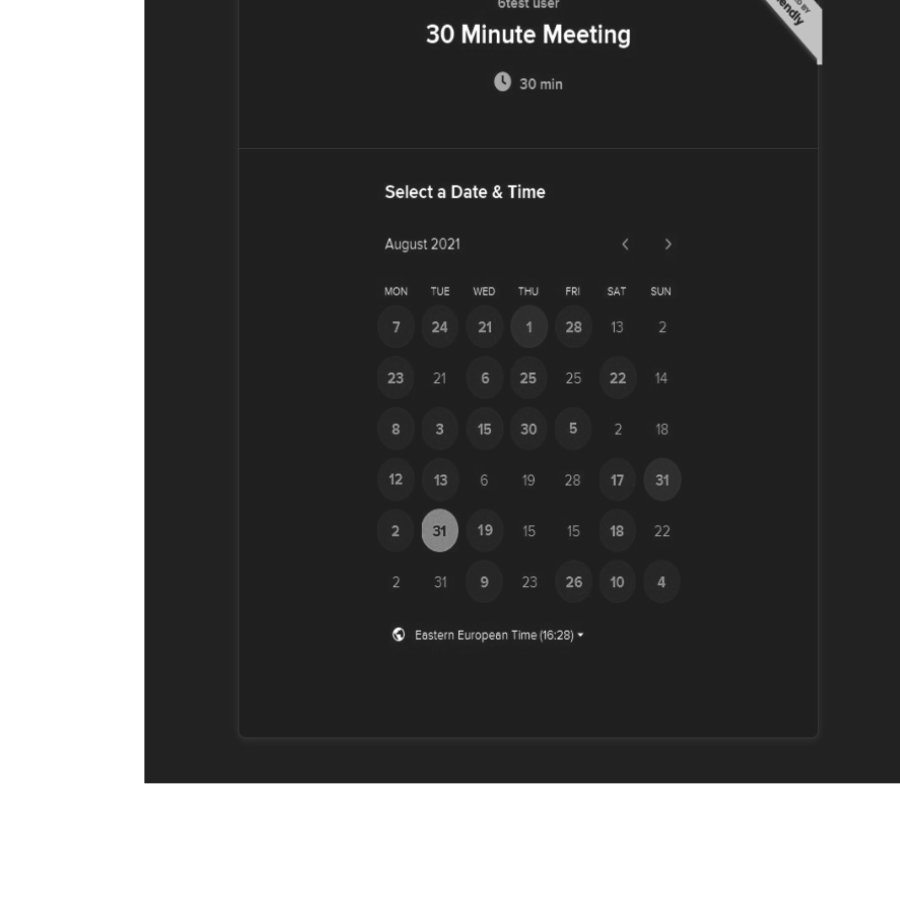 6test user
30 Minute Meeting
30 min
Select a Date & Time
August 2021
MON TUE WED THU FRI SAT SUN
7 24 21 1 28 13 2
23 21 6 25 25 22 14
8 3 15 30 5 2 18
12 13 6 19 28 17 31
2 31 19 15 15 18 22
2 31 9 23 26 10 4
Eastern European Time (16:28)